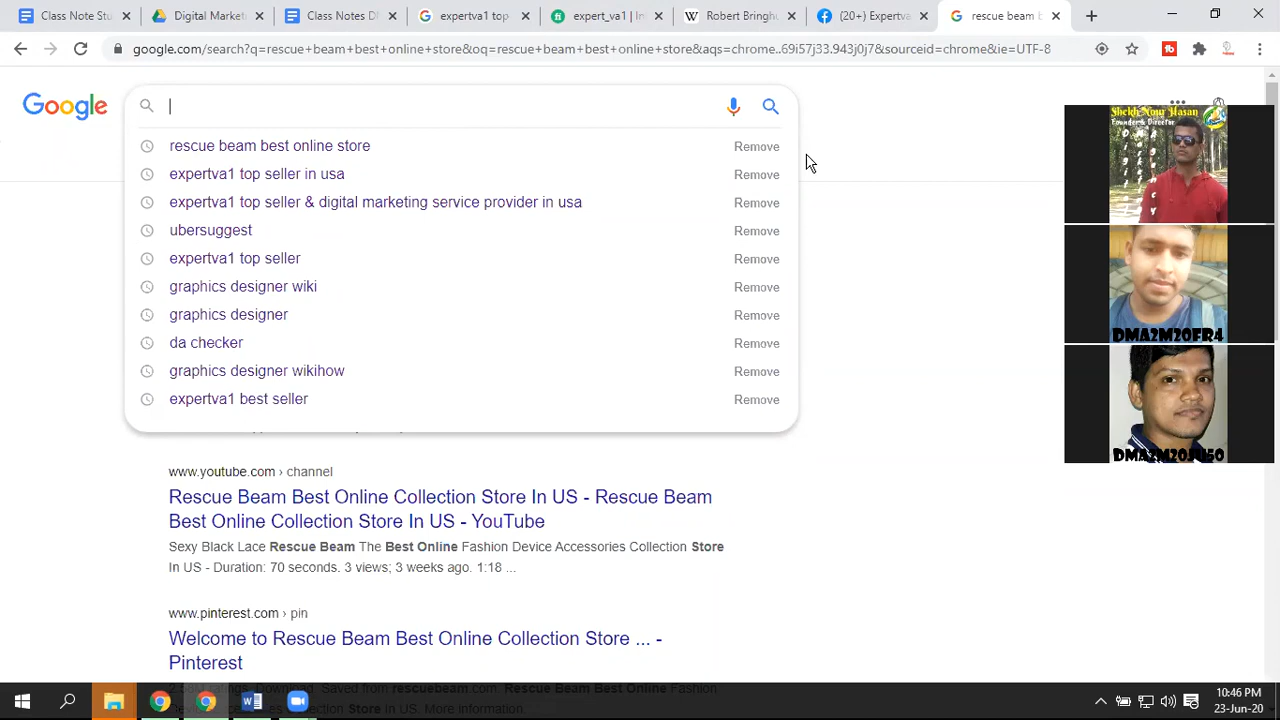 Class Note Stu
Digital Market
Class Notes DM
expertva1 top
expert_va1 | In
Robert Bringhu
(20+) Expertva
rescue beam b
google.com/search?q=rescue+beam+best+online+store&oq=rescue+beam+best+online+store&aqs=chrome..69i57j33.943j0j7&sourceid=chrome&ie=UTF-8
Google
rescue beam best online store Remove
expertva1 top seller in usa Remove
expertva1 top seller & digital marketing service provider in usa Remove
ubersuggest Remove
expertva1 top seller Remove
graphics designer wiki Remove
graphics designer Remove
da checker Remove
graphics designer wikihow Remove
expertva1 best seller Remove
www.youtube.com › channel
Rescue Beam Best Online Collection Store In US - Rescue Beam
Best Online Collection Store In US - YouTube
Sexy Black Lace Rescue Beam The Best Online Fashion Device Accessories Collection Store
In US - Duration: 70 seconds. 3 views; 3 weeks ago. 1:18 ...
www.pinterest.com › pin
Welcome to Rescue Beam Best Online Collection Store ... -
Pinterest
Saved from rescuebeam.com. Rescue Beam Best Online Fashion
Store in US. More information.
Shekh Nour Hasan
Founder & Director
DMA2M20FR4
DMA2M20SU50
10:46 PM
23-Jun-20